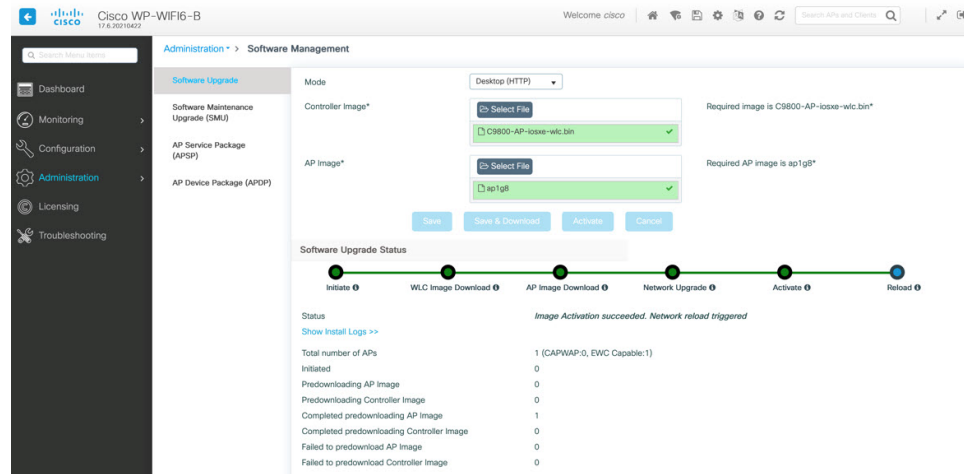 cisco
Cisco WP-WIFI6-B
17.6.20210422
Welcome cisco
Search APs and Clients
Search Menu Items
Administration > Software Management
Dashboard
Monitoring
Configuration
Administration
Licensing
Troubleshooting
Software Upgrade
Software Maintenance
Upgrade (SMU)
AP Service Package
(APSP)
AP Device Package (APDP)
Mode
Desktop (HTTP)
Controller Image*
Select File
Required image is C9800-AP-iosxe-wlc.bin*
C9800-AP-iosxe-wlc.bin
AP Image*
Select File
Required AP image is ap1g8*
ap1g8
Save
Save & Download
Activate
Cancel
Software Upgrade Status
Initiate
WLC Image Download
AP Image Download
Network Upgrade
Activate
Reload
Status
Image Activation succeeded. Network reload triggered
Show Install Logs >>
Total number of APs 1 (CAPWAP:0, EWC Capable:1)
Initiated 0
Predownloading AP Image 0
Predownloading Controller Image 0
Completed predownloading AP Image 1
Completed predownloading Controller Image 0
Failed to predownload AP Image 0
Failed to predownload Controller Image 0